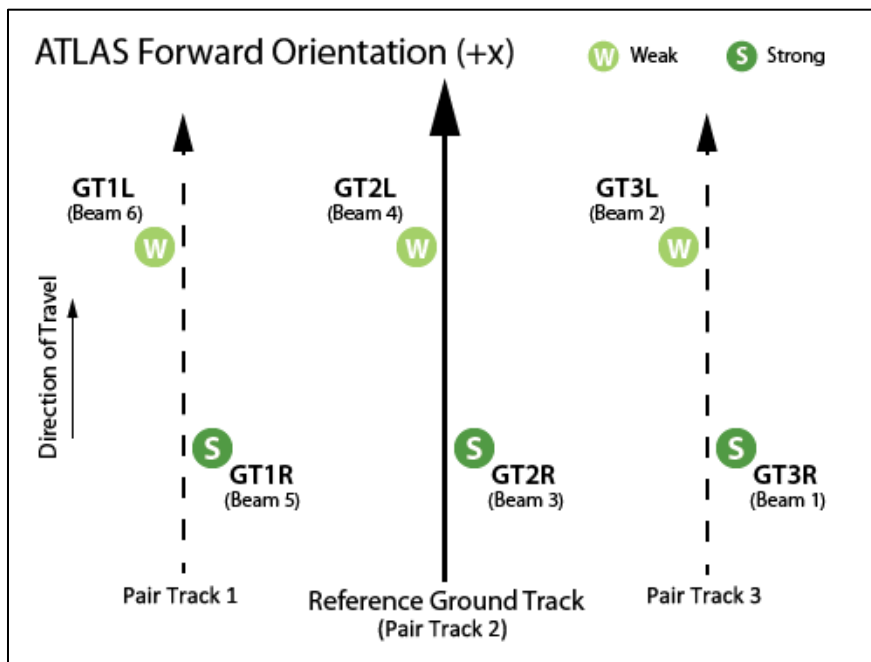 ATLAS Forward Orientation (+x)
W Weak
S Strong
GT1L
(Beam 6)
W
GT2L
(Beam 4)
W
GT3L
(Beam 2)
W
Direction of Travel
S
GT1R
(Beam 5)
S
GT2R
(Beam 3)
S
GT3R
(Beam 1)
Pair Track 1
Reference Ground Track
(Pair Track 2)
Pair Track 3